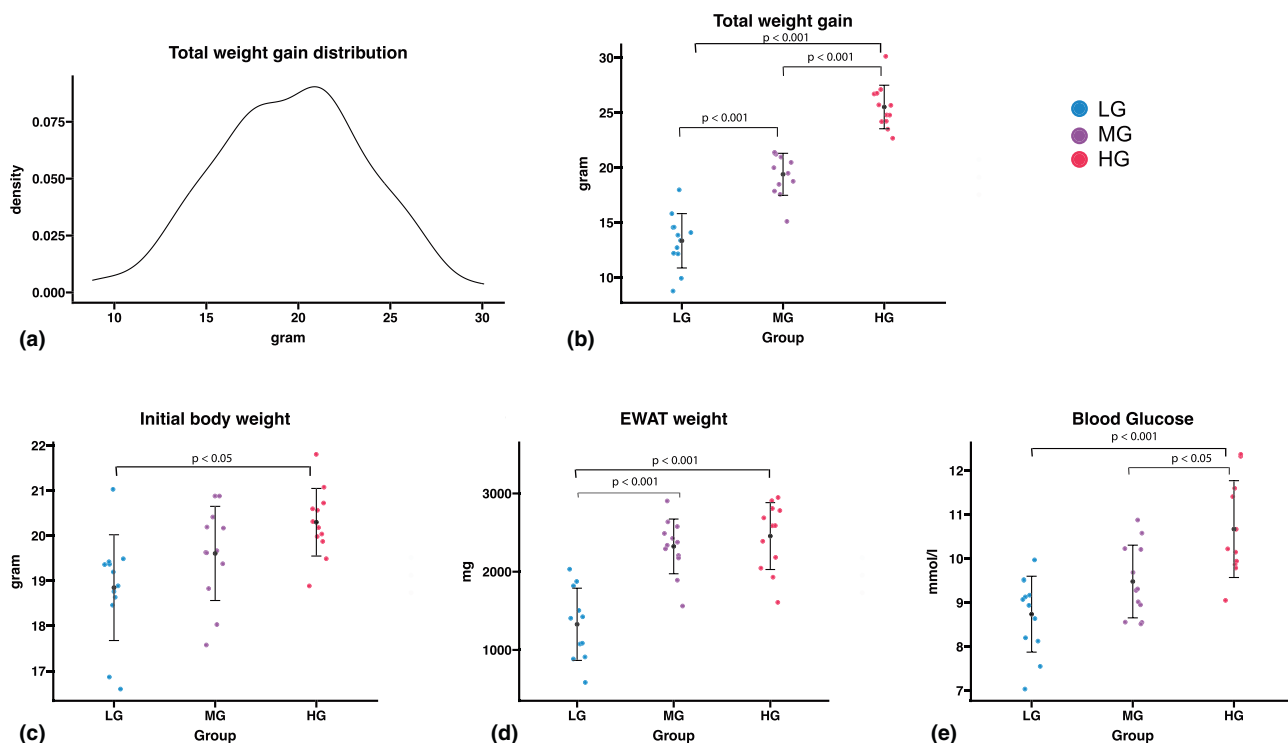 Total weight gain distribution
density
0.075
0.050
0.025
0.000
10 15 20 25 30
gram
(a)
Total weight gain
p < 0.001
p < 0.001
p < 0.001
gram
30
25
20
15
10
LG MG HG
Group
(b)
LG
MG
HG
Initial body weight
p < 0.05
gram
22
21
20
19
18
17
LG MG HG
Group
(c)
EWAT weight
p < 0.001
p < 0.001
mg
3000
2000
1000
LG MG HG
Group
(d)
Blood Glucose
p < 0.001
p < 0.05
mmol/l
12
11
10
9
8
7
LG MG HG
Group
(e)